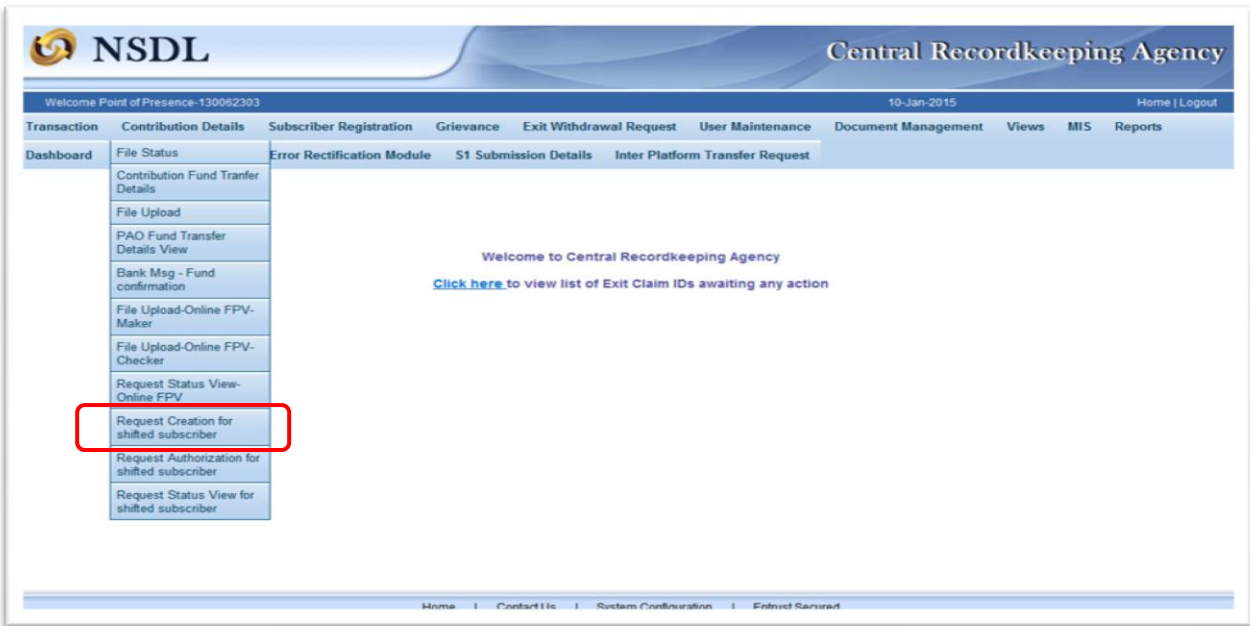 NSDL
Central Recordkeeping Agency
Welcome Point of Presence-130062303 10-Jan-2015 Home | Logout
Transaction Contribution Details Subscriber Registration Grievance Exit Withdrawal Request User Maintenance Document Management Views MIS Reports
Dashboard Error Rectification Module S1 Submission Details Inter Platform Transfer Request
File Status
Contribution Fund Tranfer
Details
File Upload
PAO Fund Transfer
Details View
Bank Msg - Fund
confirmation
File Upload-Online FPV-
Maker
File Upload-Online FPV-
Checker
Request Status View-
Online FPV
Request Creation for
shifted subscriber
Request Authorization for
shifted subscriber
Request Status View for
shifted subscriber
Welcome to Central Recordkeeping Agency
Click here to view list of Exit Claim IDs awaiting any action
Home | Contact Us | System Configuration | Entrust Secured